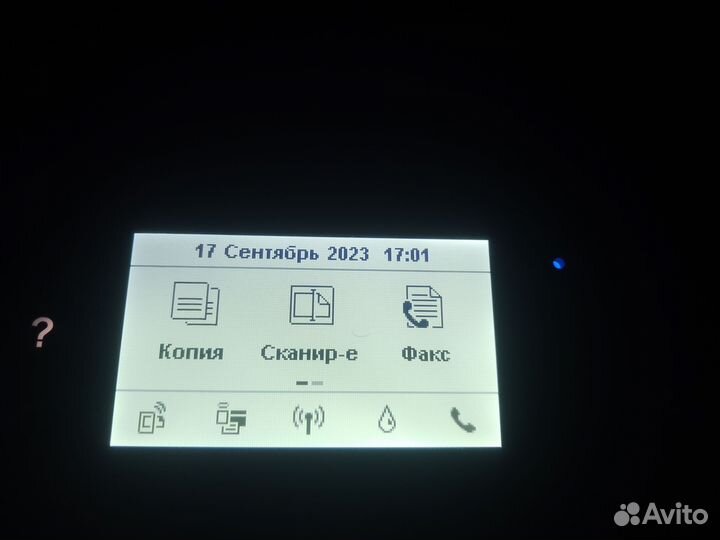 17 Сентябрь 2023 17:01
?
Копия Сканир-е Факс
Avito